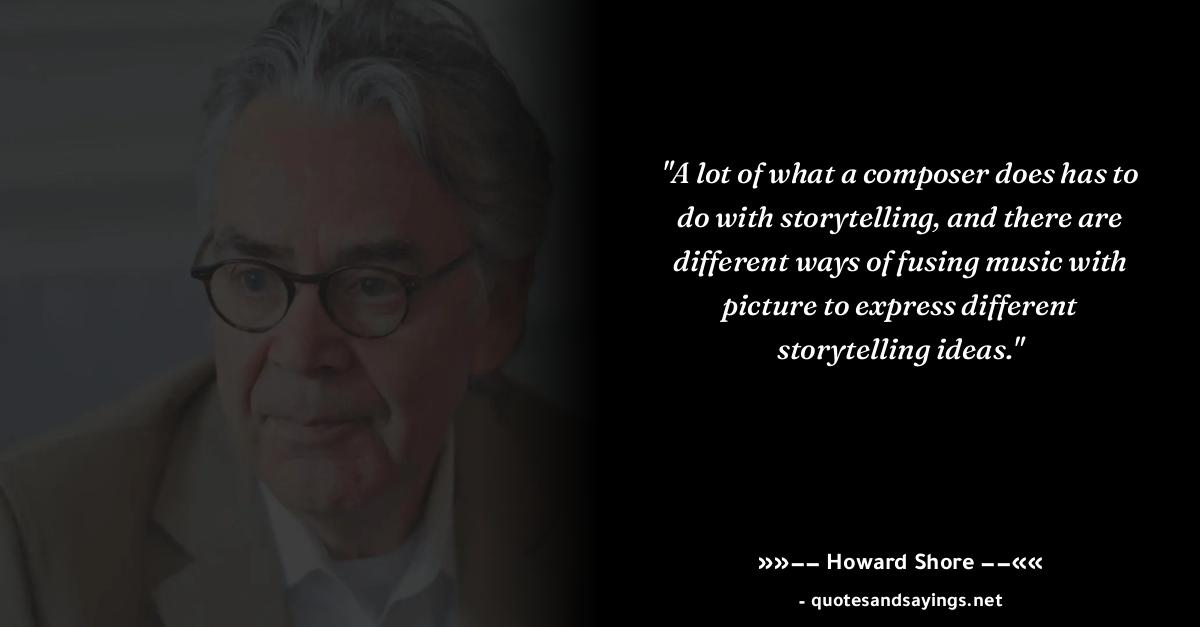 "A lot of what a composer does has to
do with storytelling, and there are
different ways of fusing music with
picture to express different
storytelling ideas."
»»−− Howard Shore −−««
- quotesandsayings.net